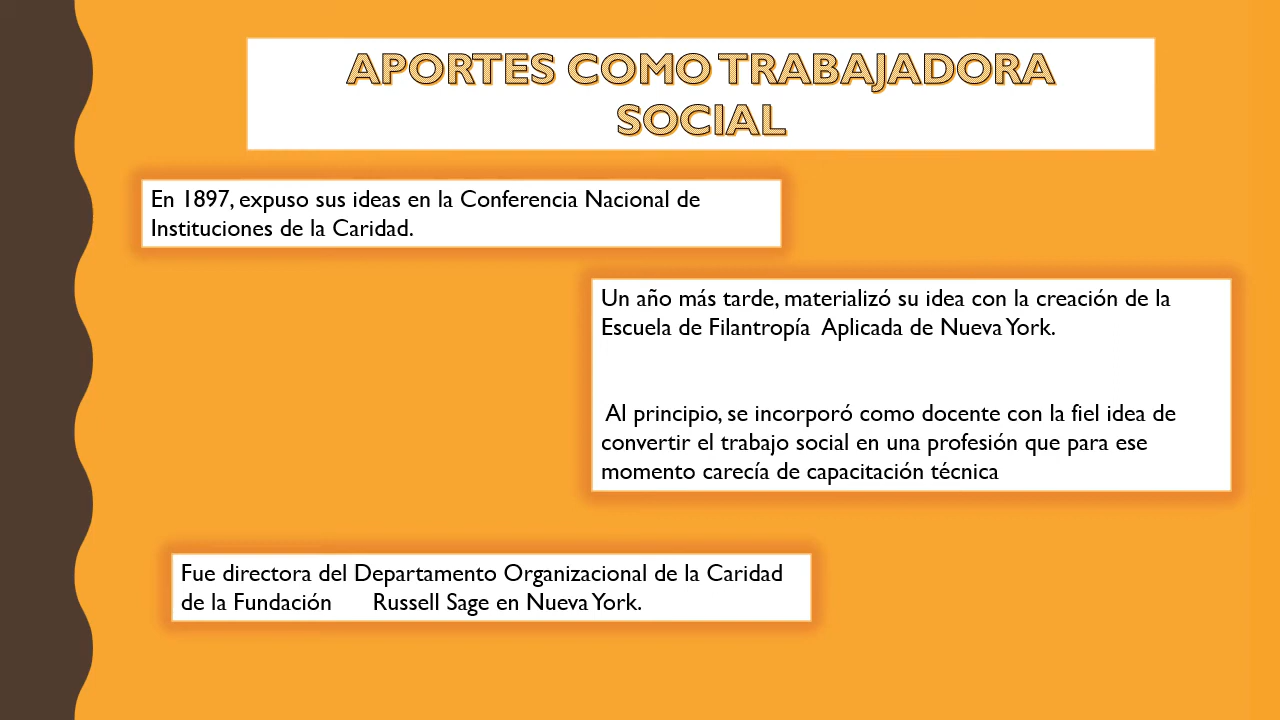 APORTES COMO TRABAJADORA
SOCIAL
En 1897, expuso sus ideas en la Conferencia Nacional de
Instituciones de la Caridad.
Un año más tarde, materializó su idea con la creación de la
Escuela de Filantropía  Aplicada de Nueva York.
Al principio, se incorporó como docente con la fiel idea de
convertir el trabajo social en una profesión que para ese
momento carecía de capacitación técnica
Fue directora del Departamento Organizacional de la Caridad
de la Fundación      Russell Sage en Nueva York.